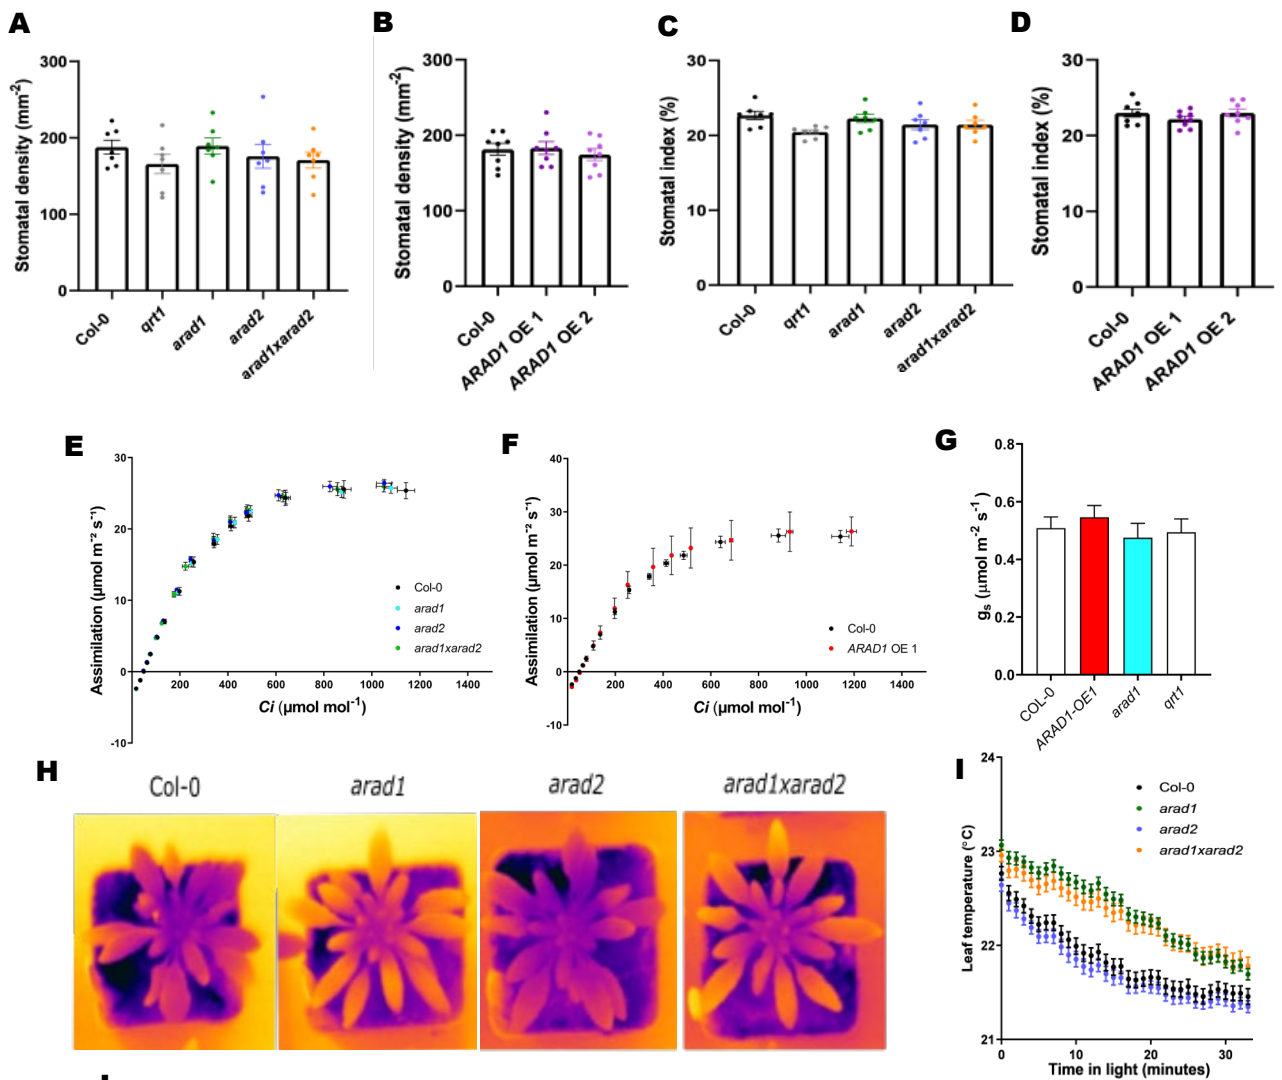 A
B
C
D
Stomatal density (mm⁻²)
300
200
100
0
Col-0
qrt1
arad1
arad2
arad1xarad2
Stomatal density (mm⁻²)
300
200
100
0
Col-0
ARAD1 OE 1
ARAD1 OE 2
Stomatal index (%)
30
20
10
0
Col-0
qrt1
arad1
arad2
arad1xarad2
Stomatal index (%)
30
20
10
0
Col-0
ARAD1 OE 1
ARAD1 OE 2
E
Assimilation (µmol m⁻² s⁻¹)
30
20
10
0
-10
200
400
600
800
1000
1200
1400
Ci (µmol mol⁻¹)
Col-0
arad1
arad2
arad1xarad2
F
Assimilation (µmol m⁻² s⁻¹)
40
30
20
10
0
-10
200
400
600
800
1000
1200
1400
Ci (µmol mol⁻¹)
Col-0
ARAD1 OE 1
G
gₛ (µmol m⁻² s⁻¹)
0.8
0.6
0.4
0.2
0.0
COL-0
ARAD1-OE1
arad1
qrt1
H
Col-0
arad1
arad2
arad1xarad2
I
Leaf temperature (°C)
24
23
22
21
0
10
20
30
Time in light (minutes)
Col-0
arad1
arad2
arad1xarad2